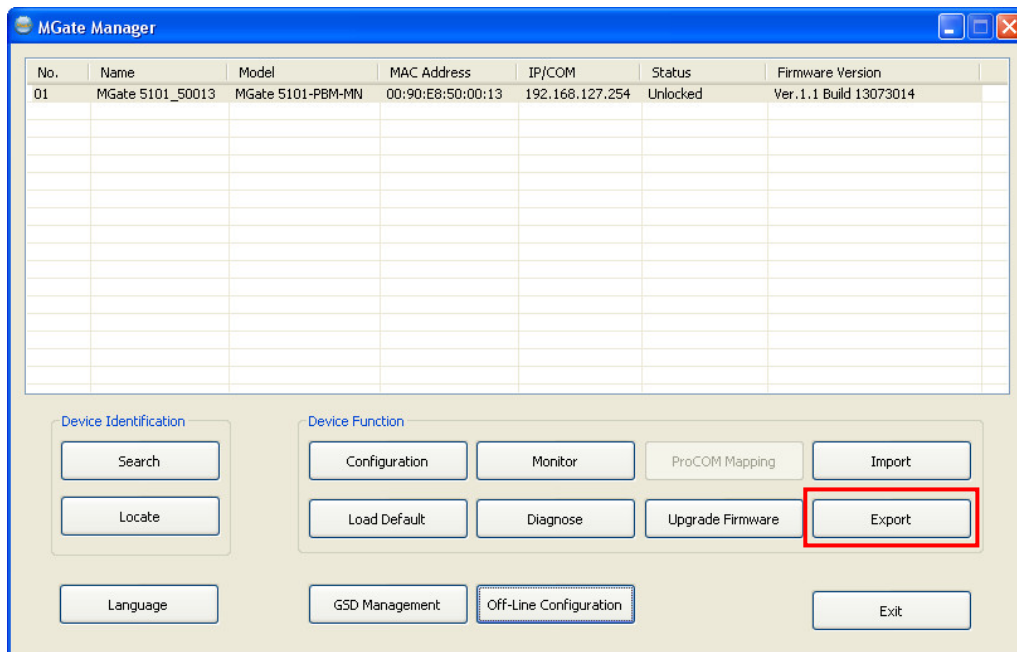 MGate Manager
No. Name Model MAC Address IP/COM Status Firmware Version
01 MGate 5101_50013 MGate 5101-PBM-MN 00:90:E8:50:00:13 192.168.127.254 Unlocked Ver.1.1 Build 13073014
Device Identification Device Function
Search Configuration Monitor ProCOM Mapping Import
Locate Load Default Diagnose Upgrade Firmware Export
Language GSD Management Off-Line Configuration Exit